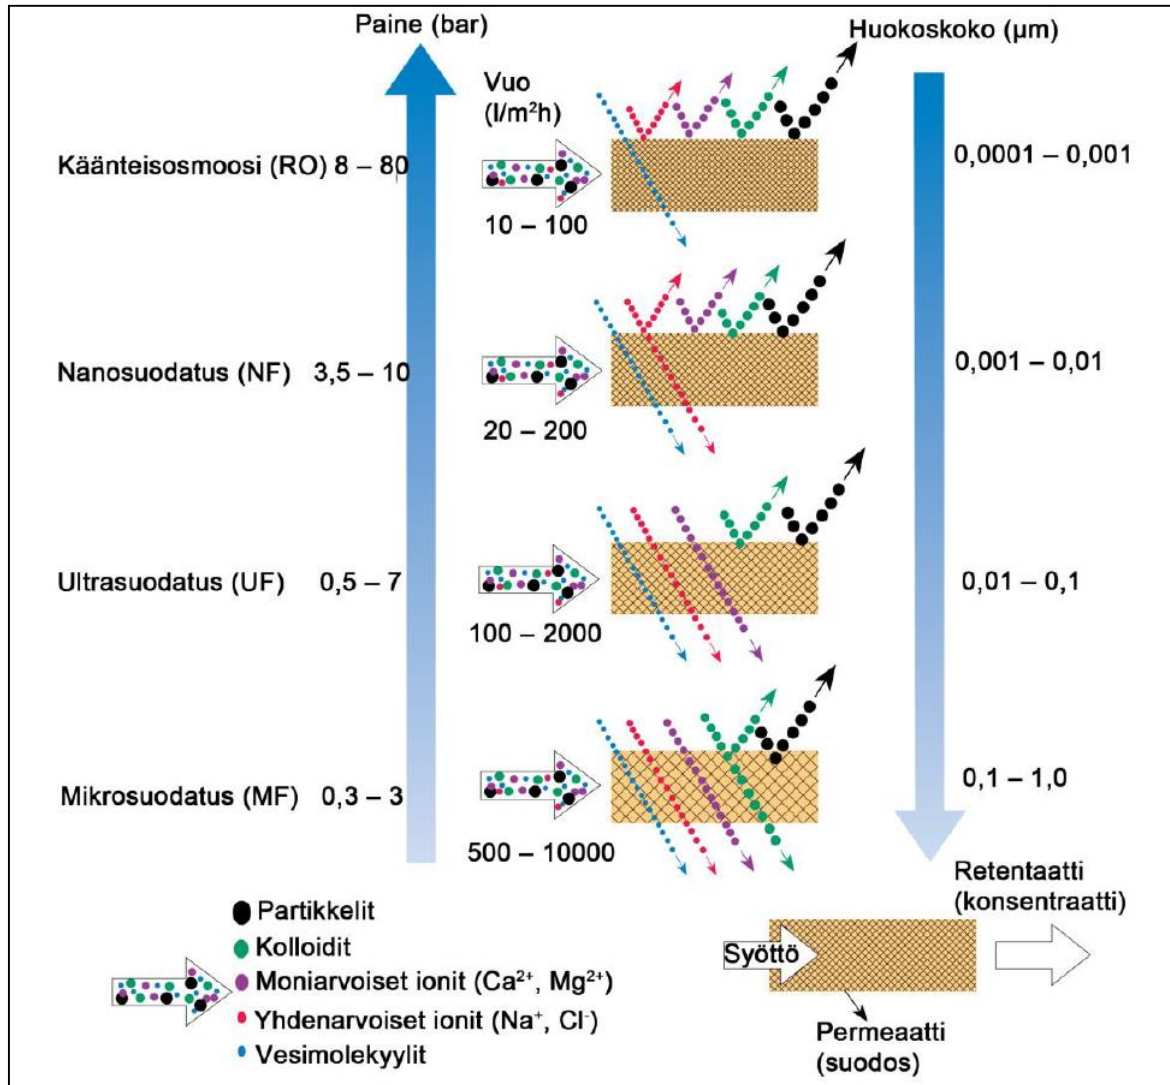 Paine (bar)
Huokoskoko (µm)
Vuo
(l/m²h)
Käänteisosmoosi (RO) 8 – 80
10 – 100
0,0001 – 0,001
Nanosuodatus (NF) 3,5 – 10
20 – 200
0,001 – 0,01
Ultrasuodatus (UF) 0,5 – 7
100 – 2000
0,01 – 0,1
Mikrosuodatus (MF) 0,3 – 3
500 – 10000
0,1 – 1,0
Partikkelit
Kolloidit
Moniarvoiset ionit (Ca²⁺, Mg²⁺)
Yhdenarvoiset ionit (Na⁺, Cl⁻)
Vesimolekyylit
Retentaatti
(konsentraatti)
Syöttö
Permeaatti
(suodos)